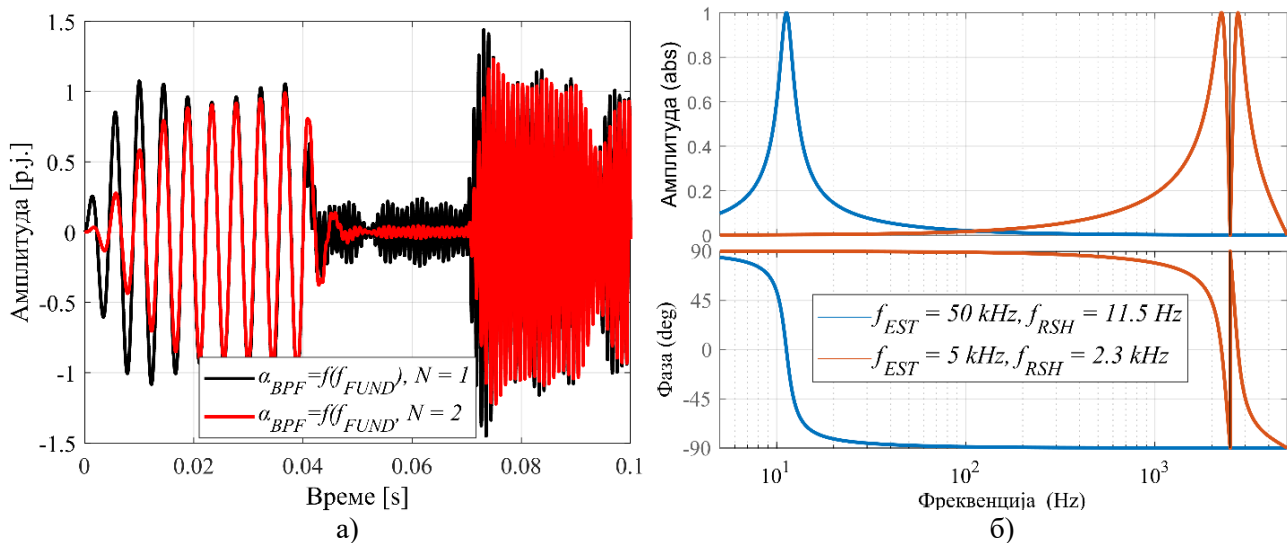 1.5
1
0.5
0
-0.5
-1
-1.5
Амплитуда [p.j.]
α_BPF=f(f_FUND), N = 1
α_BPF=f(f_FUND, N = 2
0
0.02
0.04
0.06
0.08
0.1
Време [s]
а)
1
0.8
0.6
0.4
0.2
0
Амплитуда (abs)
90
45
0
-45
-90
Фаза (deg)
f_EST = 50 kHz, f_RSH = 11.5 Hz
f_EST = 5 kHz, f_RSH = 2.3 kHz
10^1
10^2
10^3
Фреквенција (Hz)
б)